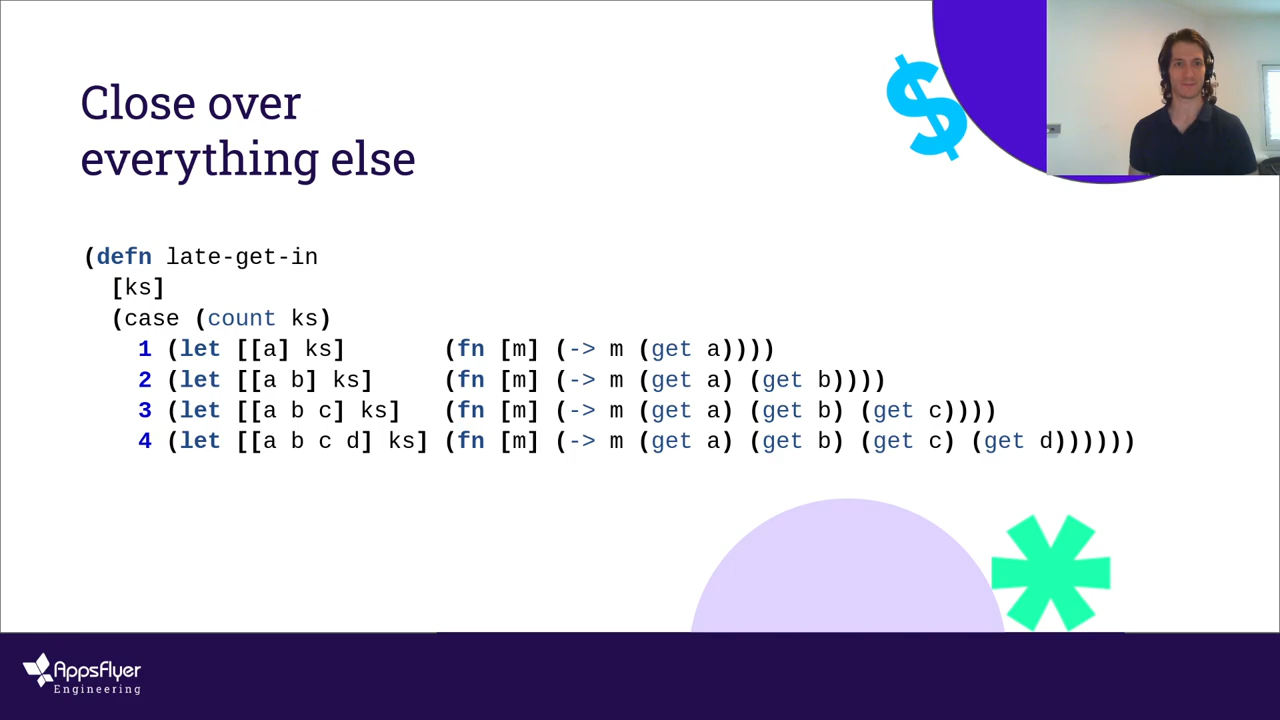 Close over
everything else
(defn late-get-in
[ks]
(case (count ks)
1 (let [[a] ks] (fn [m] (-> m (get a))))
2 (let [[a b] ks] (fn [m] (-> m (get a) (get b))))
3 (let [[a b c] ks] (fn [m] (-> m (get a) (get b) (get c))))
4 (let [[a b c d] ks] (fn [m] (-> m (get a) (get b) (get c) (get d))))))
AppsFlyer
Engineering